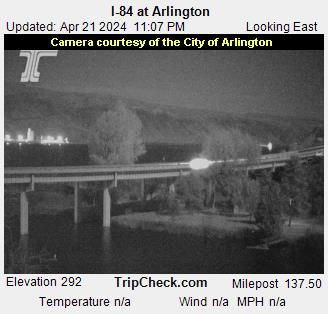 I-84 at Arlington
Updated: Apr 21 2024 11:07 PM Looking East
Camera courtesy of the City of Arlington
Elevation 292 TripCheck.com Milepost 137.50
Temperature n/a Wind n/a MPH n/a